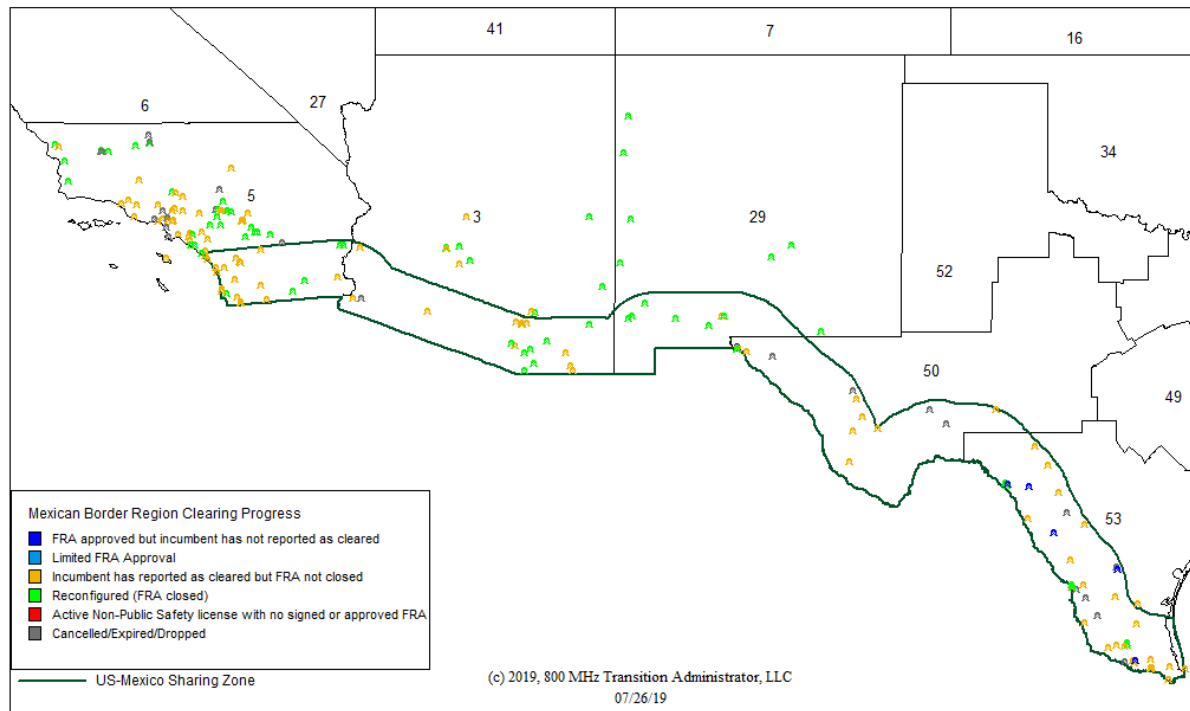 41
7
16
6
27
34
5
3
29
52
50
49
53
Mexican Border Region Clearing Progress
FRA approved but incumbent has not reported as cleared
Limited FRA Approval
Incumbent has reported as cleared but FRA not closed
Reconfigured (FRA closed)
Active Non-Public Safety license with no signed or approved FRA
Cancelled/Expired/Dropped
US-Mexico Sharing Zone
(c) 2019, 800 MHz Transition Administrator, LLC
07/26/19